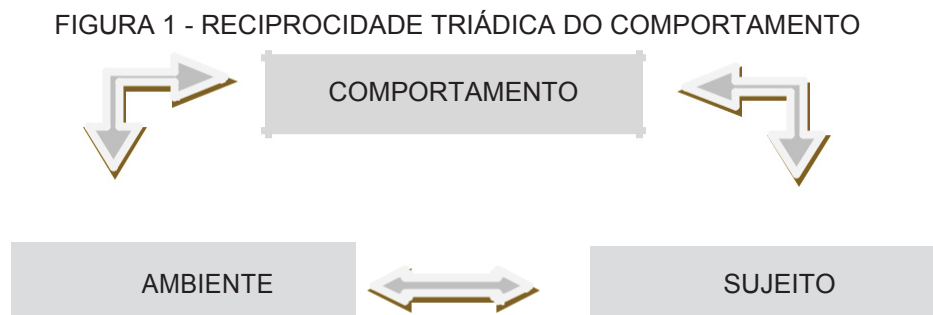 FIGURA 1 - RECIPROCIDADE TRIÁDICA DO COMPORTAMENTO
COMPORTAMENTO
AMBIENTE
SUJEITO